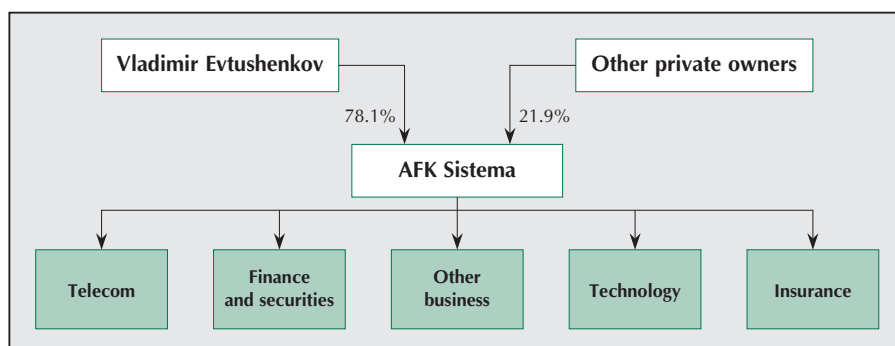 Vladimir Evtushenkov
Other private owners
78.1%
21.9%
AFK Sistema
Telecom
Finance
and securities
Other
business
Technology
Insurance